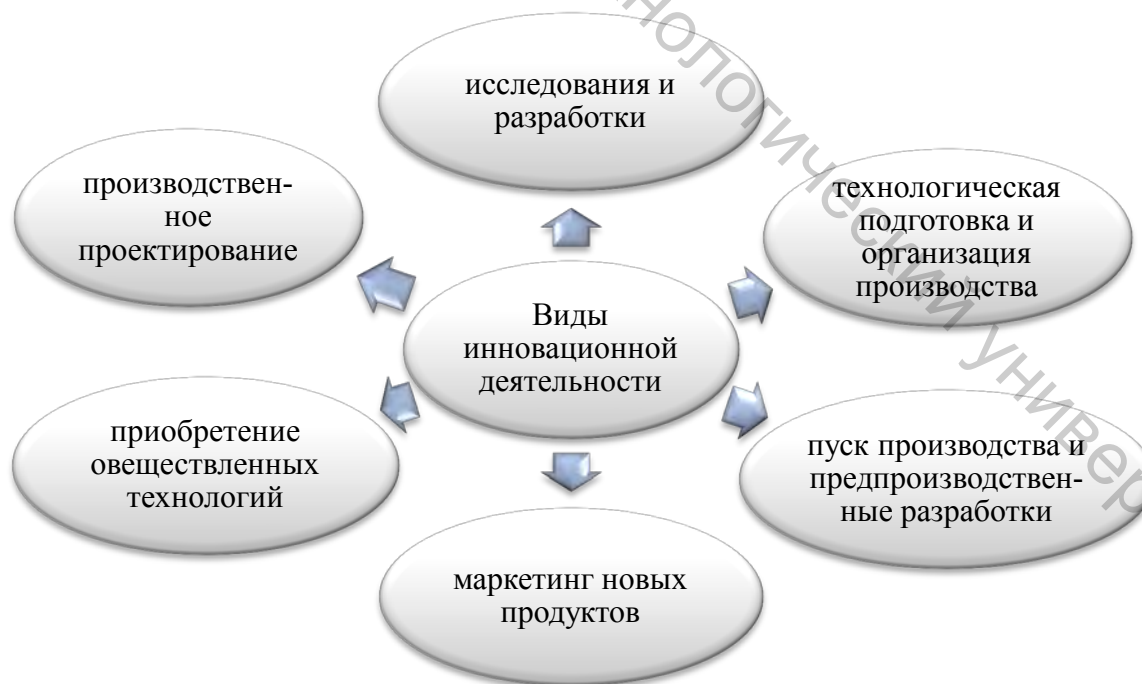 исследования и
разработки
технологическая
подготовка и
организация
производства
пуск производства и
предпроизводствен-
ные разработки
маркетинг новых
продуктов
приобретение
овеществленных
технологий
производствен-
ное
проектирование
Виды
инновационной
деятельности